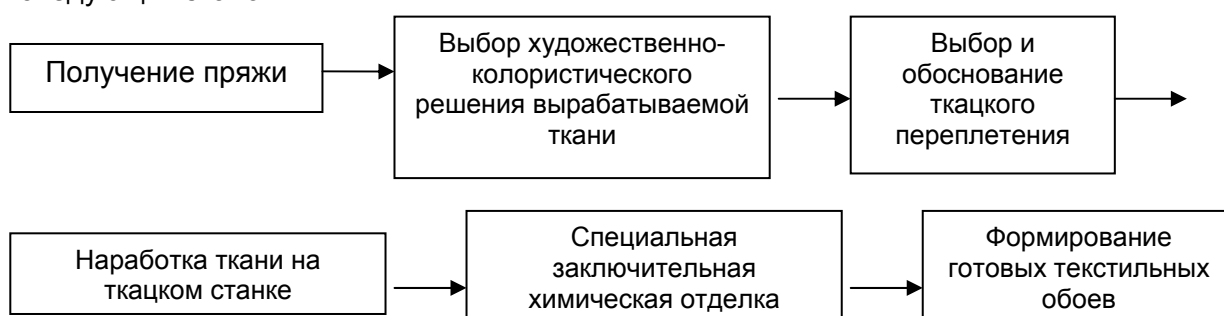 Получение пряжи
Выбор художественно-
колористического
решения вырабатываемой
ткани
Выбор и
обоснование
ткацкого
переплетения
Наработка ткани на
ткацком станке
Специальная
заключительная
химическая отделка
Формирование
готовых текстильных
обоев